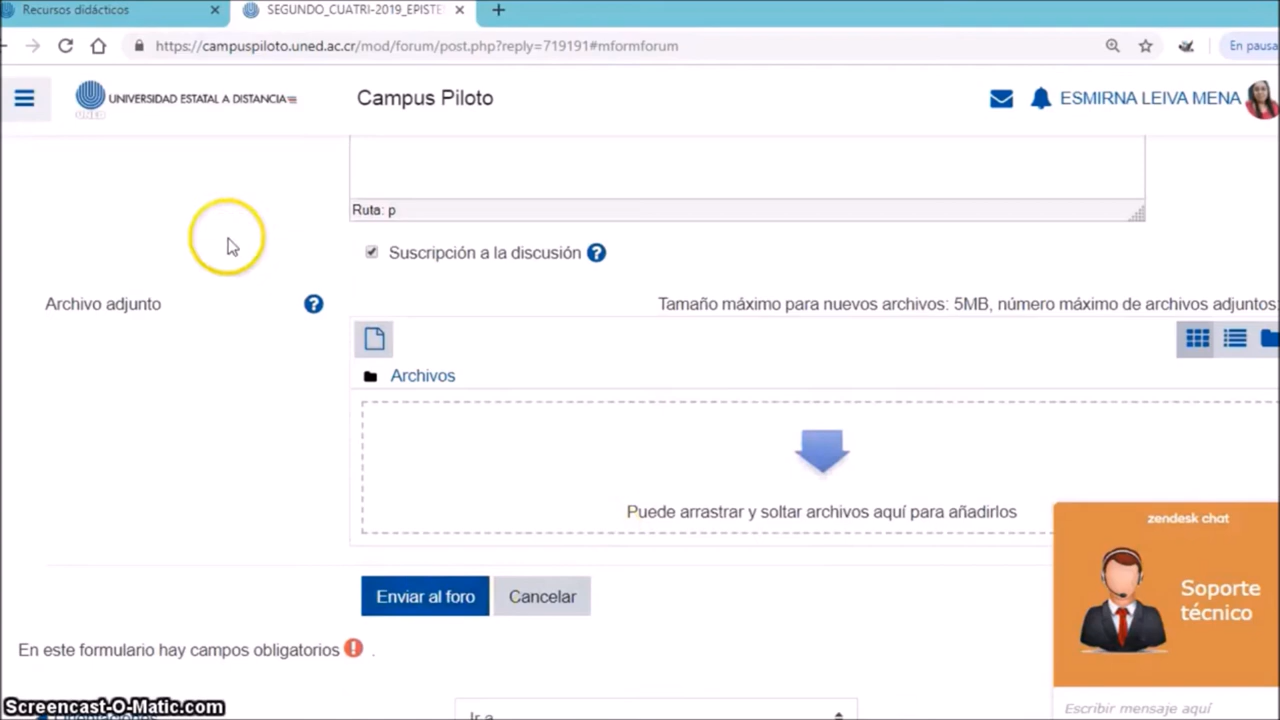 Recursos didácticos
SEGUNDO_CUATRI-2019_EPISTE
https://campuspiloto.uned.ac.cr/mod/forum/post.php?reply=719191#mformforum
En pausa
UNIVERSIDAD ESTATAL A DISTANCIA
UNED
Campus Piloto
ESMIRNA LEIVA MENA
Ruta: p
Suscripción a la discusión
Archivo adjunto
Tamaño máximo para nuevos archivos: 5MB, número máximo de archivos adjuntos:
Archivos
Puede arrastrar y soltar archivos aquí para añadirlos
zendesk chat
Soporte
técnico
Enviar al foro
Cancelar
En este formulario hay campos obligatorios .
Escribir mensaje aquí
Screencast-O-Matic.com
Orientaciones
Ir a